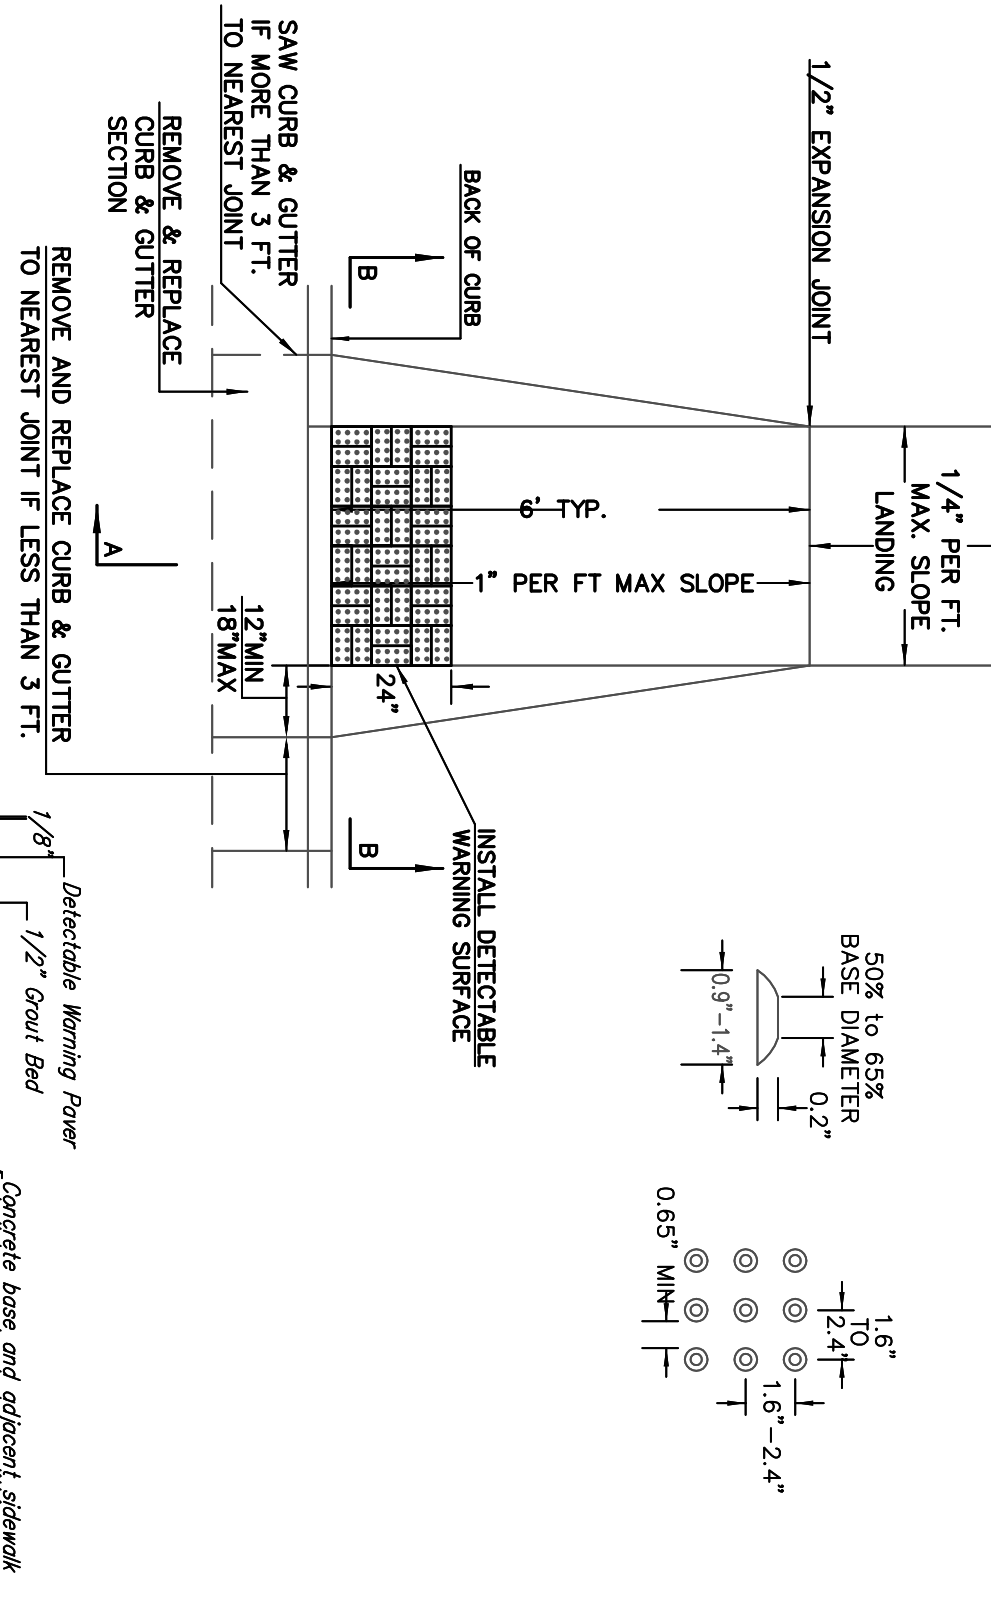 1/2" EXPANSION JOINT
1/4" PER FT.
MAX. SLOPE
LANDING
6' TYP.
1" PER FT MAX SLOPE
BACK OF CURB
B
SAW CURB & GUTTER
IF MORE THAN 3 FT.
TO NEAREST JOINT
REMOVE & REPLACE
CURB & GUTTER
SECTION
A
12"MIN
18"MAX
24"
REMOVE AND REPLACE CURB & GUTTER
TO NEAREST JOINT IF LESS THAN 3 FT.
B
INSTALL DETECTABLE
WARNING SURFACE
50% to 65%
BASE DIAMETER
0.2"
0.9"-1.4"
1.6"
TO
2.4"
1.6"-2.4"
0.65" MIN
1/8"
Detectable Warning Paver
1/2" Grout Bed
Concrete base and adjacent sidewalk